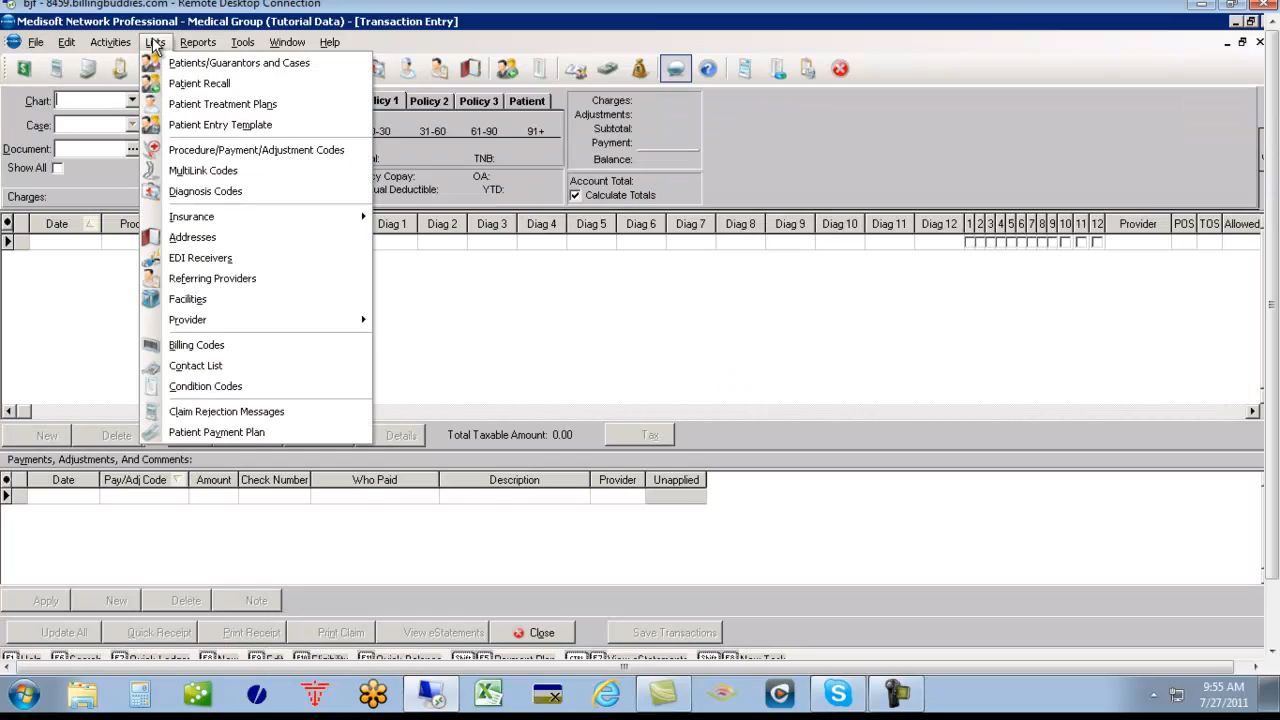 bjf - 8459.billingbuddies.com - Remote Desktop Connection
Medisoft Network Professional - Medical Group (Tutorial Data) - [Transaction Entry]
File Edit Activities Lists Reports Tools Window Help
Patients/Guarantors and Cases
Patient Recall
Patient Treatment Plans
Patient Entry Template
Procedure/Payment/Adjustment Codes
MultiLink Codes
Diagnosis Codes
Insurance
Addresses
EDI Receivers
Referring Providers
Facilities
Provider
Billing Codes
Contact List
Condition Codes
Claim Rejection Messages
Patient Payment Plan
Chart:
Case:
Document:
Show All
Charges:
licy 1 Policy 2 Policy 3 Patient
-30 31-60 61-90 91+
al: TNB:
cy Copay: OA:
ual Deductible: YTD:
Charges:
Adjustments:
Subtotal:
Payment:
Balance:
Account Total:
Calculate Totals
Date Proc Diag 1 Diag 2 Diag 3 Diag 4 Diag 5 Diag 6 Diag 7 Diag 8 Diag 9 Diag 10 Diag 11 Diag 12 1 2 3 4 5 6 7 8 9 10 11 12 Provider POS TOS Allowed
New Delete Details Total Taxable Amount: 0.00 Tax
Payments, Adjustments, And Comments:
Date Pay/Adj Code Amount Check Number Who Paid Description Provider Unapplied
Apply New Delete Note
Update All Quick Receipt Print Receipt Print Claim View eStatements Close Save Transactions
9:55 AM
7/27/2011